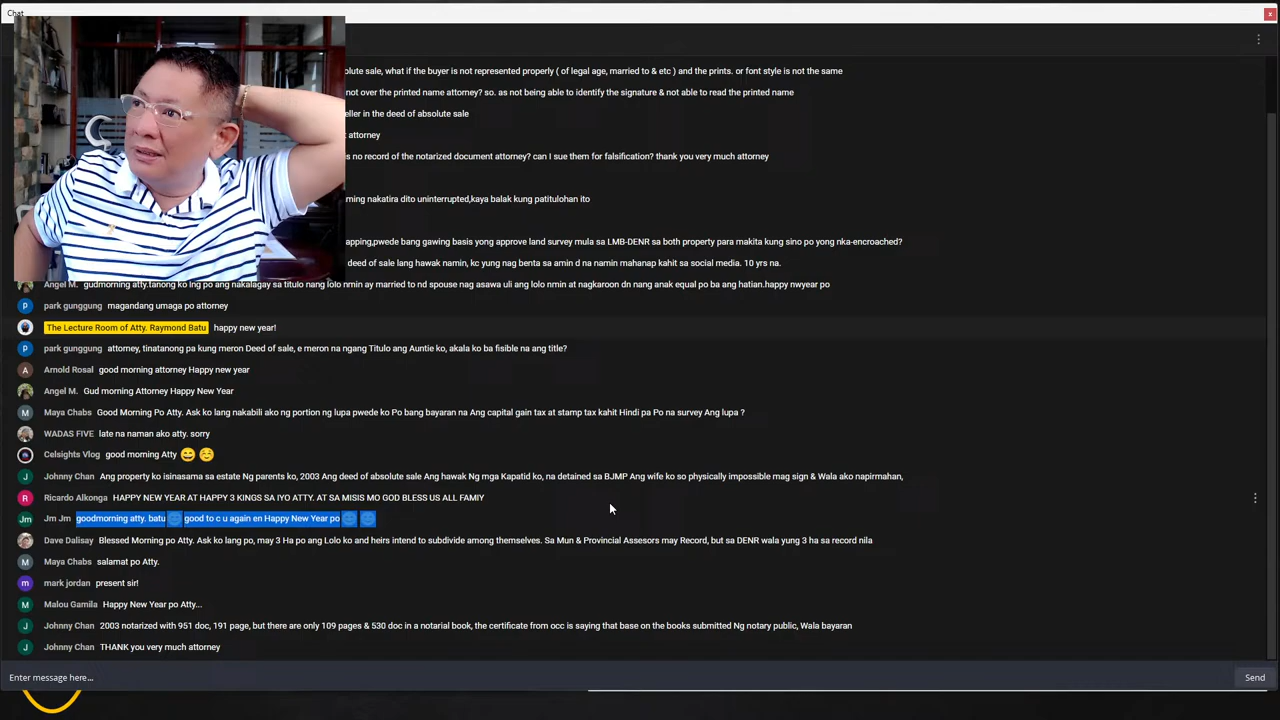 Chat
olute sale, what if the buyer is not represented properly ( of legal age, married to & etc ) and the prints. or font style is not the same
not over the printed name attorney? so. as not being able to identify the signature & not able to read the printed name
eller in the deed of absolute sale
attorney
s no record of the notarized document attorney? can I sue them for falsification? thank you very much attorney
aming nakatira dito uninterrupted,kaya balak kung patitulohan ito
apping,pwede bang gawing basis yong approve land survey mula sa LMB-DENR sa both property para makita kung sino po yong nka-encroached?
deed of sale lang hawak namin, kc yung nag benta sa amin d na namin mahanap kahit sa social media. 10 yrs na.
Angel M. gudmorning atty.tanong ko lng po ang nakalagay sa titulo nang lolo nmin ay married to nd spouse nag asawa uli ang lolo nmin at nagkaroon dn nang anak equal po ba ang hatian.happy nwyear po
park gunggung magandang umaga po attorney
The Lecture Room of Atty. Raymond Batu happy new year!
park gunggung attorney, tinatanong pa kung meron Deed of sale, e meron na ngang Titulo ang Auntie ko, akala ko ba fisible na ang title?
Arnold Rosal good morning attorney Happy new year
Angel M. Gud morning Attorney Happy New Year
Maya Chabs Good Morning Po Atty. Ask ko lang nakabili ako ng portion ng lupa pwede ko Po bang bayaran na Ang capital gain tax at stamp tax kahit Hindi pa Po na survey Ang lupa ?
WADAS FIVE late na naman ako atty. sorry
Celsights Vlog good morning Atty 😄 ☺️
Johnny Chan Ang property ko isinasama sa estate Ng parents ko, 2003 Ang deed of absolute sale Ang hawak Ng mga Kapatid ko, na detained sa BJMP Ang wife ko so physically impossible mag sign & Wala ako napirmahan,
Ricardo Alkonga HAPPY NEW YEAR AT HAPPY 3 KINGS SA IYO ATTY. AT SA MISIS MO GOD BLESS US ALL FAMIY
Jm Jm goodmorning atty. batu good to c u again en Happy New Year po
Dave Dalisay Blessed Morning po Atty. Ask ko lang po, may 3 Ha po ang Lolo ko and heirs intend to subdivide among themselves. Sa Mun & Provincial Assesors may Record, but sa DENR wala yung 3 ha sa record nila
Maya Chabs salamat po Atty.
mark jordan present sir!
Malou Gamila Happy New Year po Atty...
Johnny Chan 2003 notarized with 951 doc, 191 page, but there are only 109 pages & 530 doc in a notarial book, the certificate from occ is saying that base on the books submitted Ng notary public, Wala bayaran
Johnny Chan THANK you very much attorney
Enter message here...
Send